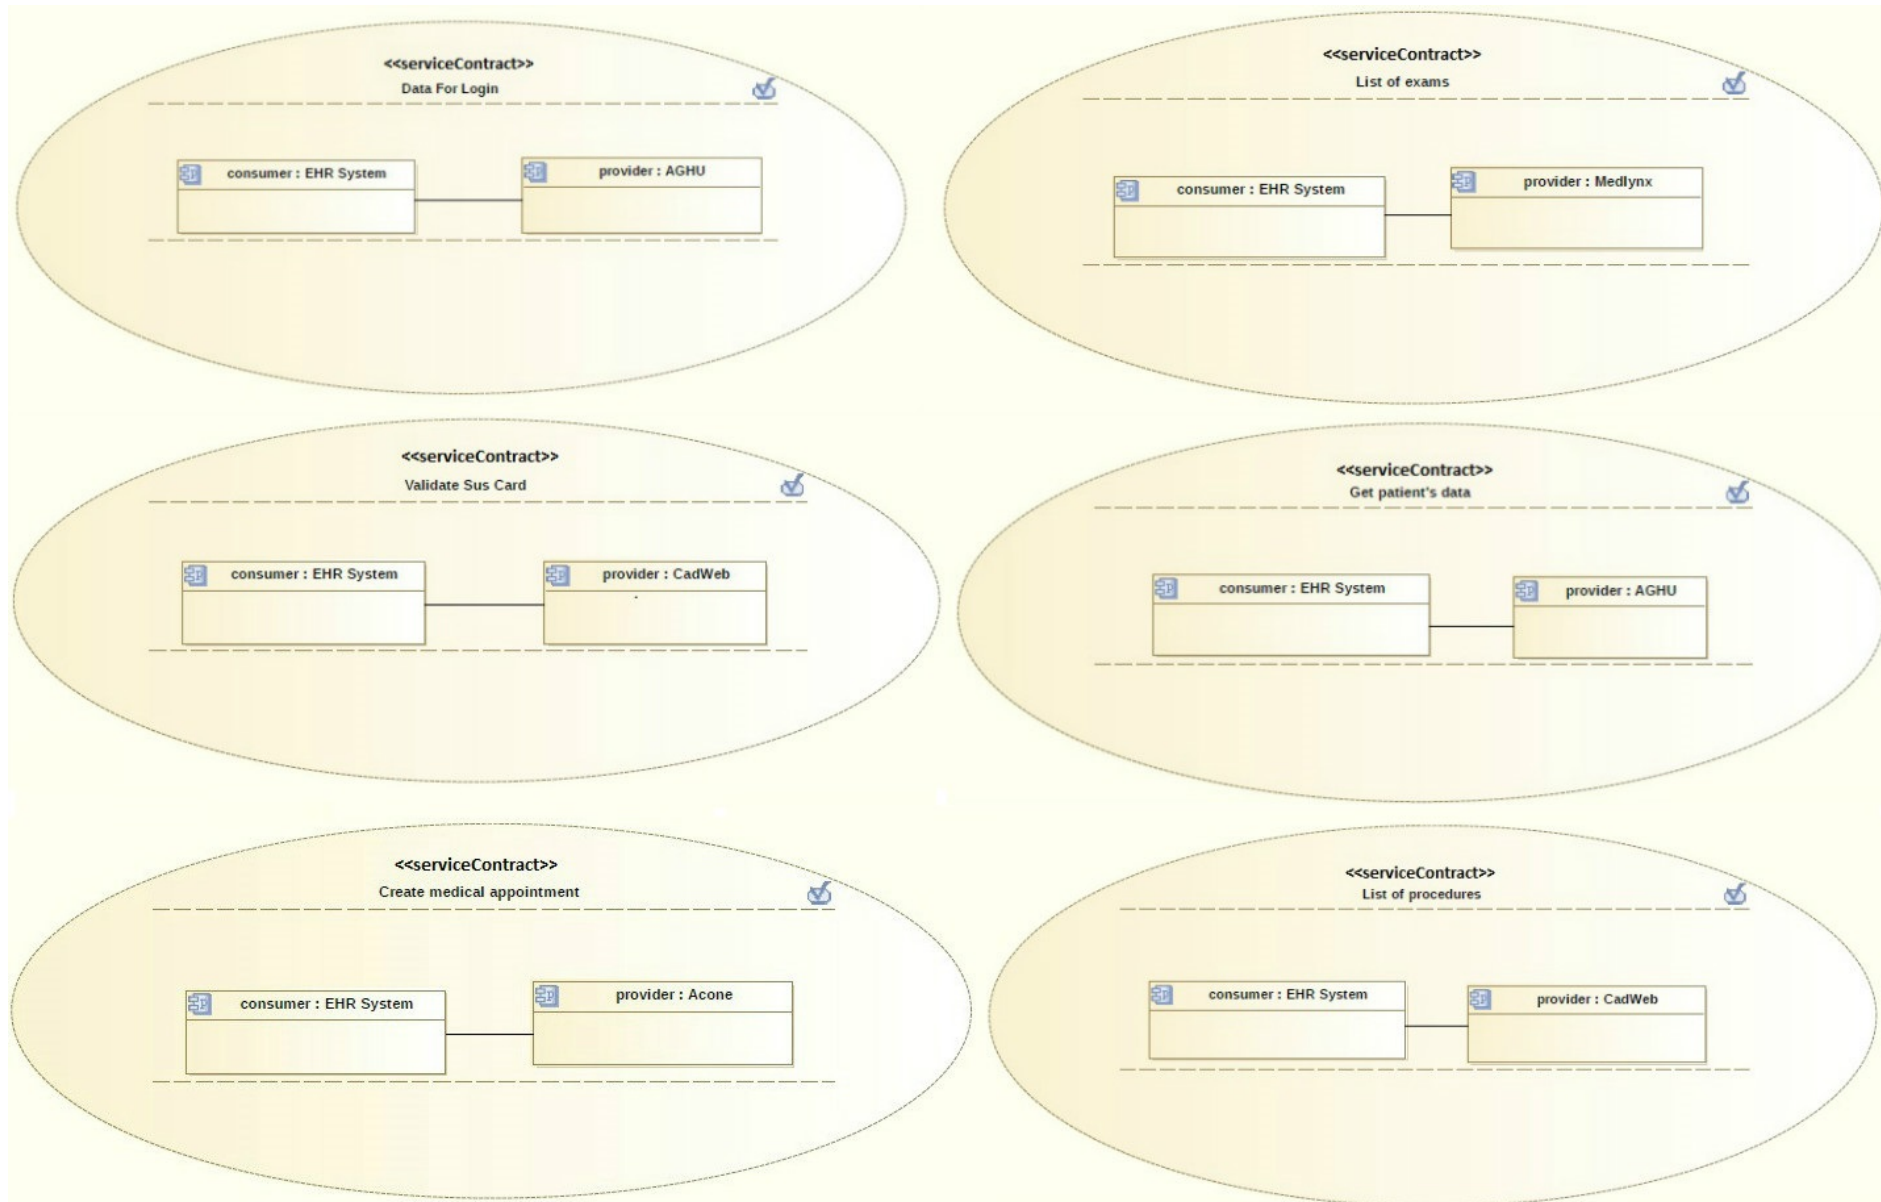 <<serviceContract>>
Data For Login
consumer : EHR System
provider : AGHU
<<serviceContract>>
List of exams
consumer : EHR System
provider : Medlynx
<<serviceContract>>
Validate Sus Card
consumer : EHR System
provider : CadWeb
<<serviceContract>>
Get patient's data
consumer : EHR System
provider : AGHU
<<serviceContract>>
Create medical appointment
consumer : EHR System
provider : Acone
<<serviceContract>>
List of procedures
consumer : EHR System
provider : CadWeb